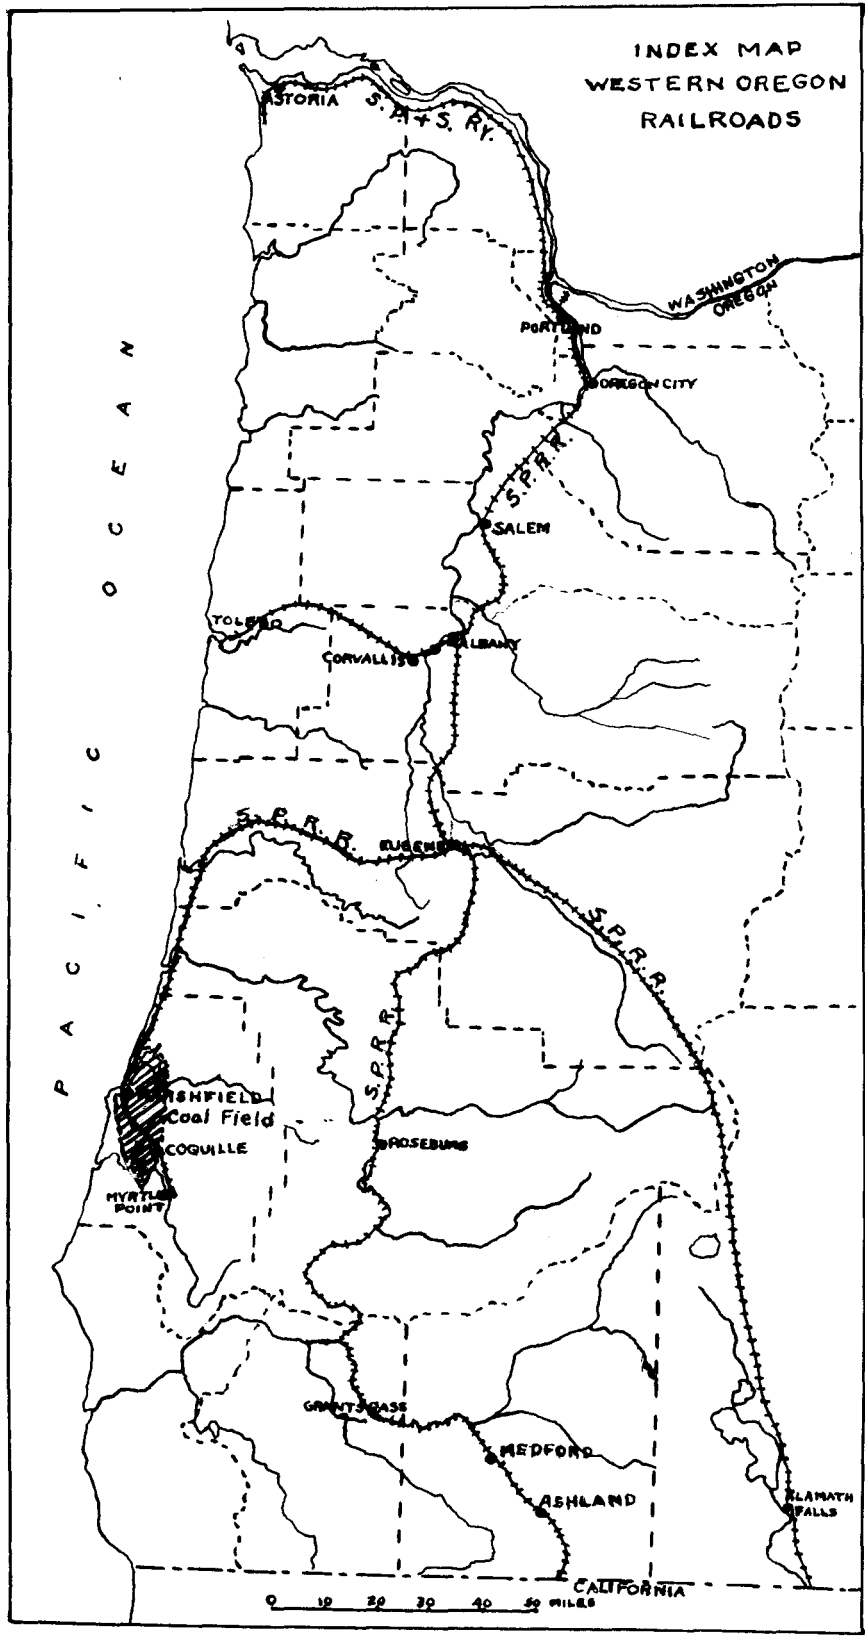 INDEX MAP
WESTERN OREGON
RAILROADS
ASTORIA
S. P. + S. RY.
WASHINGTON
OREGON
PORTLAND
OREGON CITY
S. P. R. R.
SALEM
TOLEDO
ALBANY
CORVALLIS
PACIFIC OCEAN
S. P. R. R.
EUGENE
S. P. R. R.
S. P. R. R.
Coal Field
COQUILLE
ROSEBURG
MYRTLE
POINT
GRANTS PASS
MEDFORD
ASHLAND
KLAMATH
FALLS
CALIFORNIA
0 10 20 30 40 50 MILES